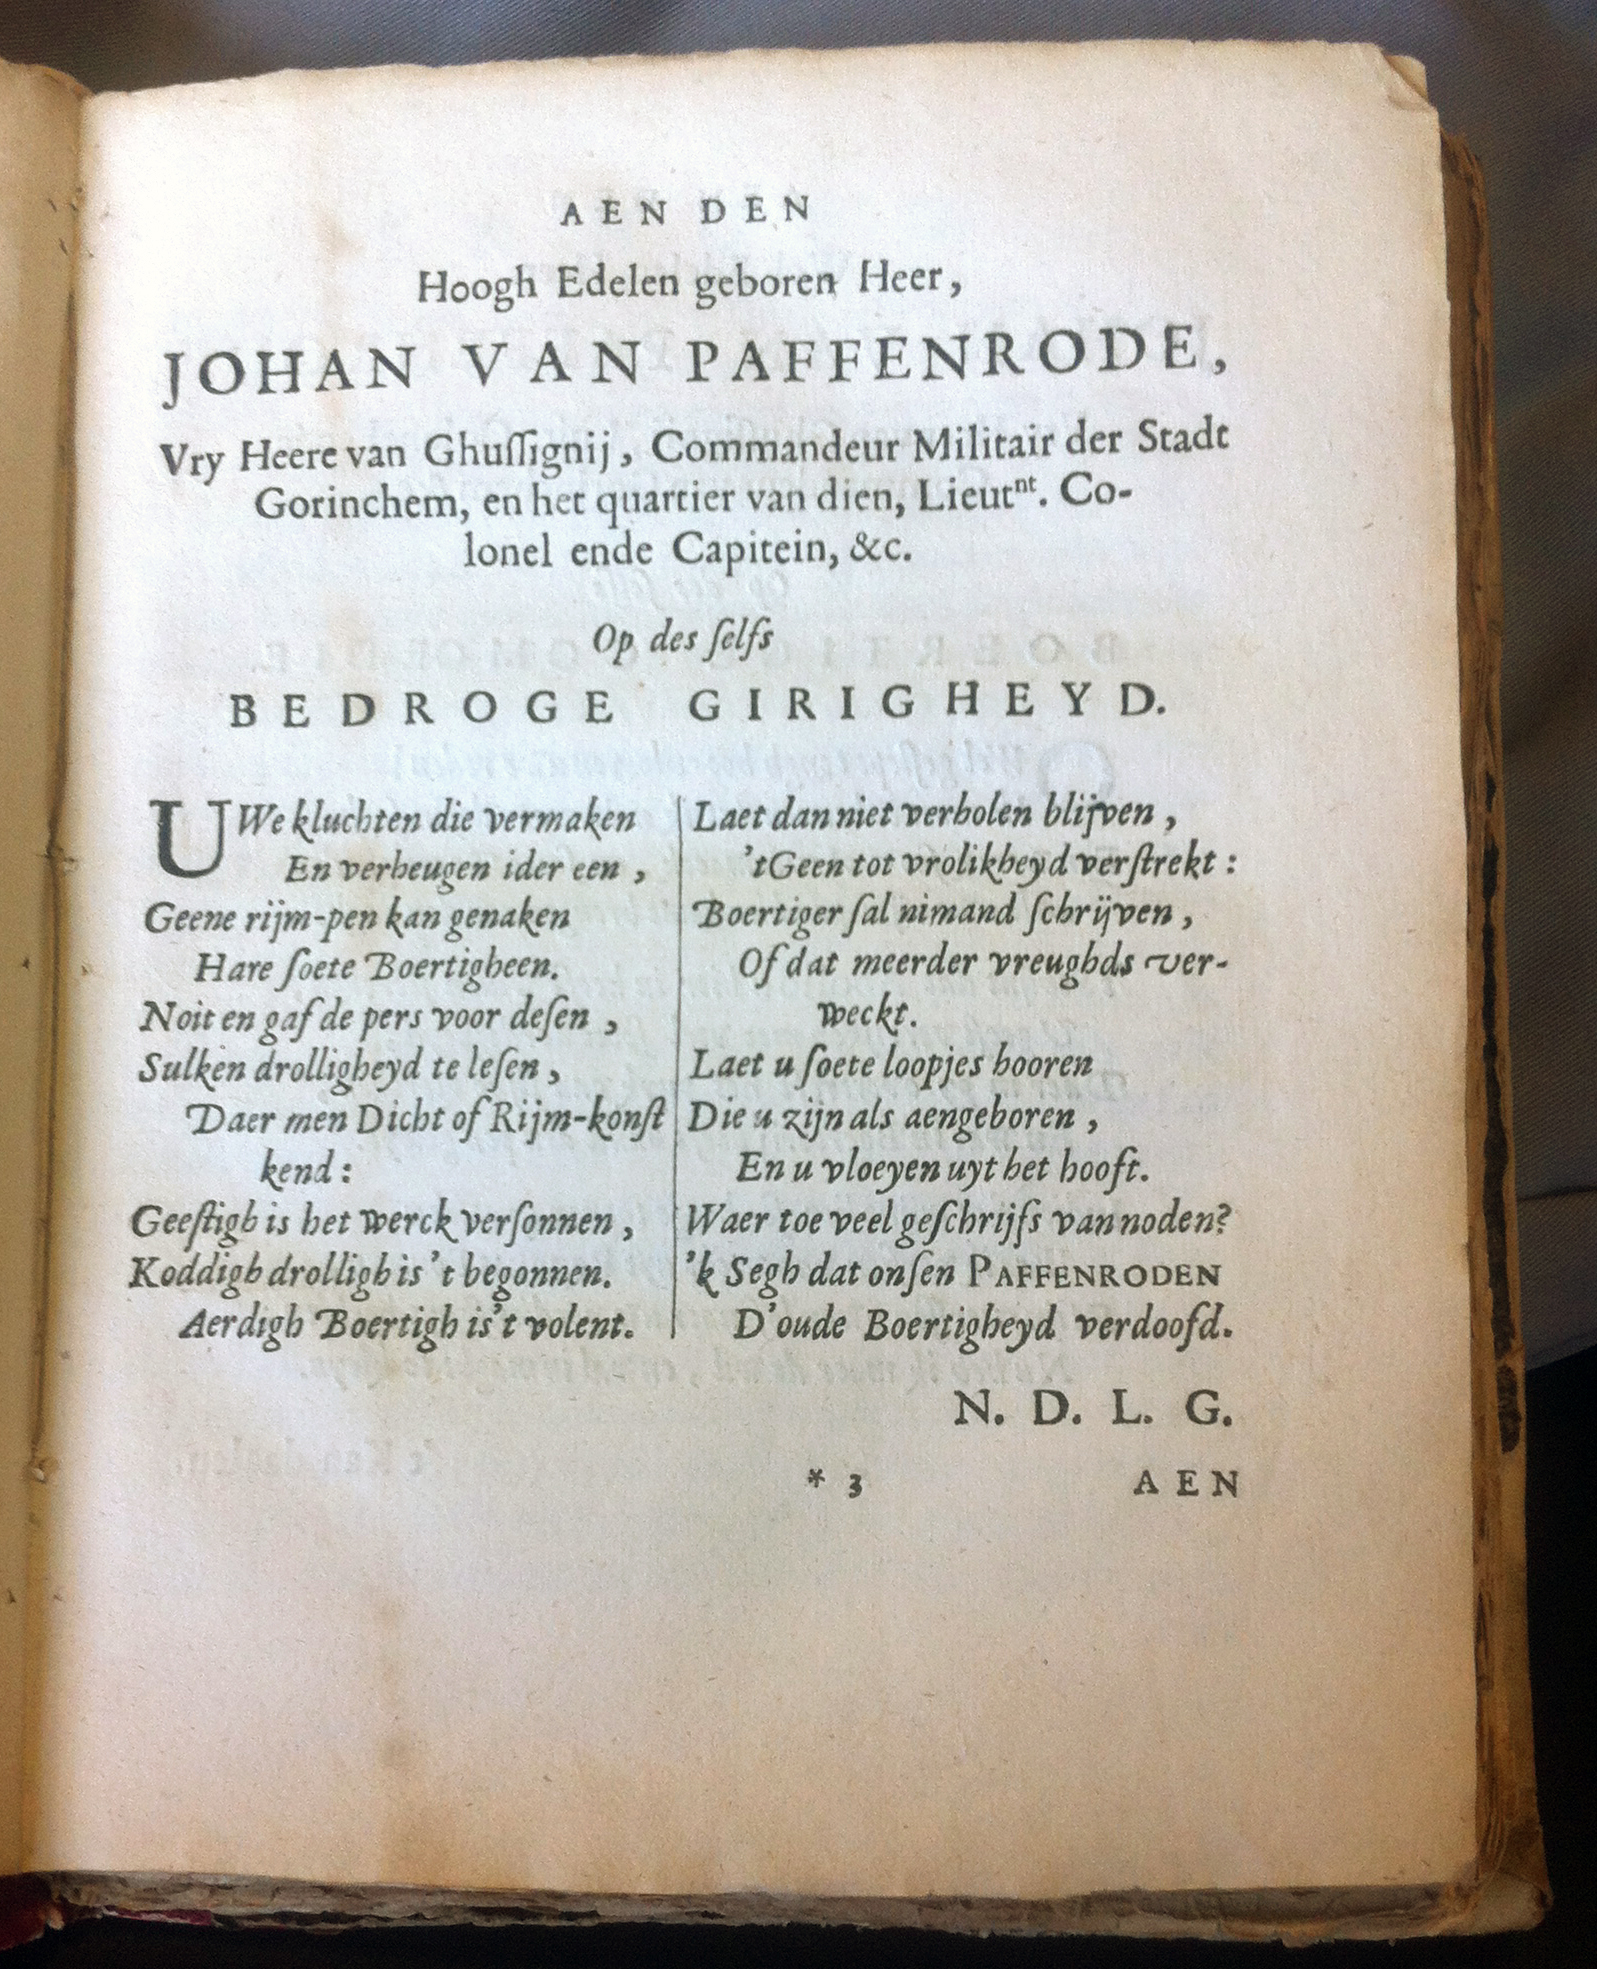 AEN DEN
Hoogh Edelen geboren Heer,
JOHAN VAN PAFFENRODE,
Vry Heere van Ghuſſignij, Commandeur Militair der Stadt
Gorinchem, en het quartier van dien, Lieutⁿᵗ. Co-
lonel ende Capitein, &c.
Op des ſelfs
BEDROGE GIRIGHEYD.
UWe kluchten die vermaken
En verheugen ider een,
Geene rijm-pen kan genaken
Hare ſoete Boertigheen.
Noit en gaf de pers voor deſen,
Sulken drolligheyd te leſen,
Daer men Dicht of Rijm-konſt
kend:
Geeſtigh is het werck verſonnen,
Koddigh drolligh is 't begonnen.
Aerdigh Boertigh is't volent.
Laet dan niet verholen blijven,
'tGeen tot vrolikheyd verſtrekt:
Boertiger ſal nimand ſchrijven,
Of dat meerder vreughds ver-
weckt.
Laet u ſoete loopjes hooren
Die u zijn als aengeboren,
En u vloeyen uyt het hooft.
Waer toe veel geſchrijfs van noden?
'k Segh dat onſen PAFFENRODEN
D'oude Boertigheyd verdoofd.
N. D. L. G.
* 3 AEN